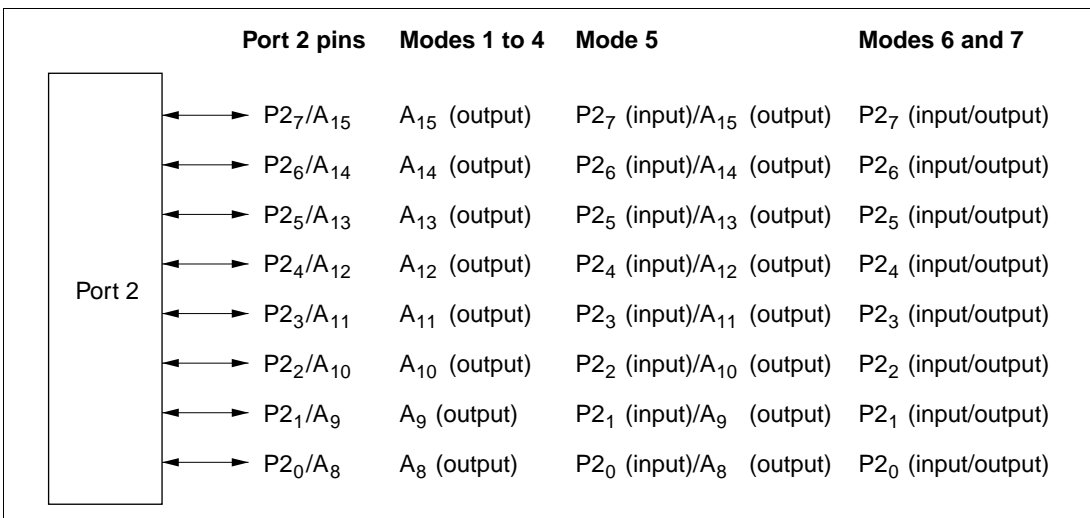 Port 2 pins Modes 1 to 4 Mode 5 Modes 6 and 7
P2₇/A₁₅ A₁₅ (output) P2₇ (input)/A₁₅ (output) P2₇ (input/output)
P2₆/A₁₄ A₁₄ (output) P2₆ (input)/A₁₄ (output) P2₆ (input/output)
P2₅/A₁₃ A₁₃ (output) P2₅ (input)/A₁₃ (output) P2₅ (input/output)
P2₄/A₁₂ A₁₂ (output) P2₄ (input)/A₁₂ (output) P2₄ (input/output)
Port 2
P2₃/A₁₁ A₁₁ (output) P2₃ (input)/A₁₁ (output) P2₃ (input/output)
P2₂/A₁₀ A₁₀ (output) P2₂ (input)/A₁₀ (output) P2₂ (input/output)
P2₁/A₉ A₉ (output) P2₁ (input)/A₉ (output) P2₁ (input/output)
P2₀/A₈ A₈ (output) P2₀ (input)/A₈ (output) P2₀ (input/output)